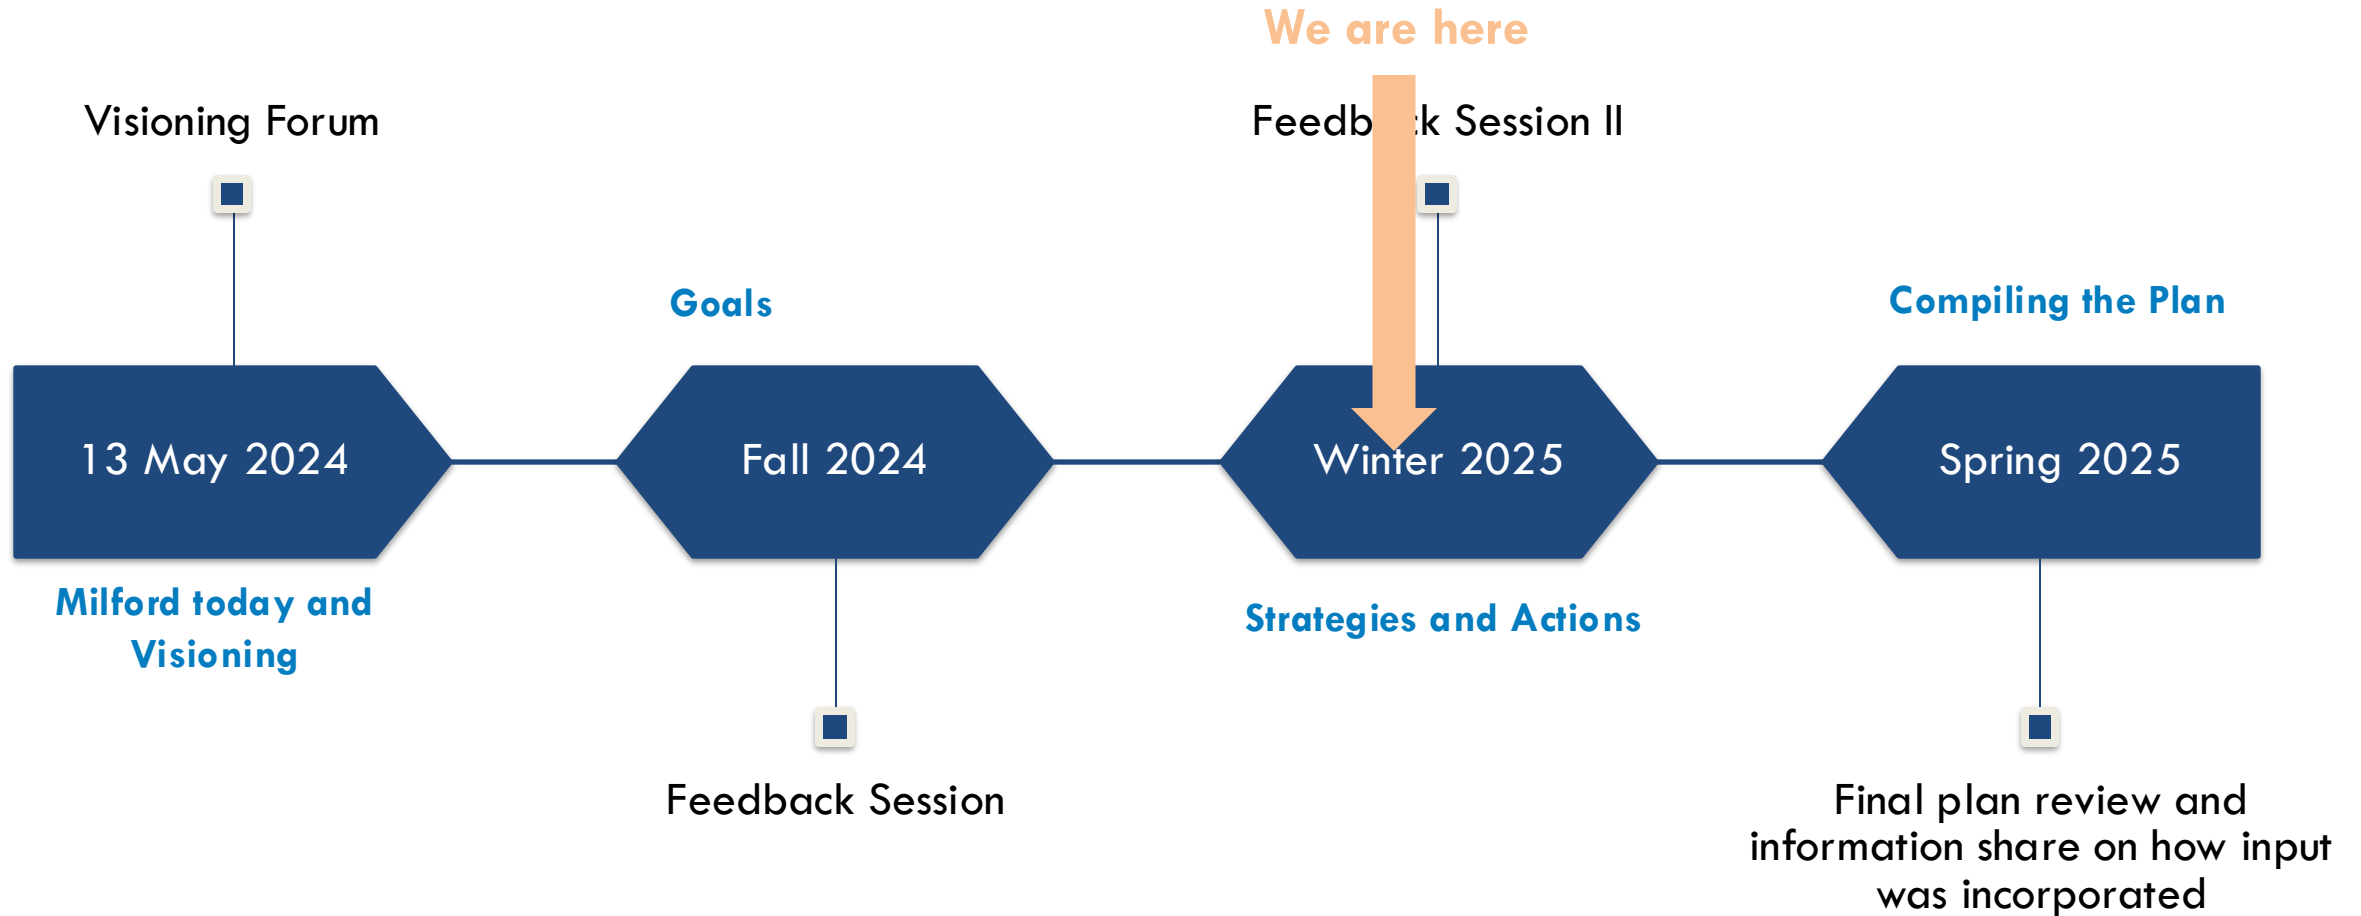 We are here
Visioning Forum
Feedback Session II
Goals
Compiling the Plan
13 May 2024
Fall 2024
Winter 2025
Spring 2025
Milford today and
Visioning
Strategies and Actions
Feedback Session
Final plan review and
information share on how input
was incorporated